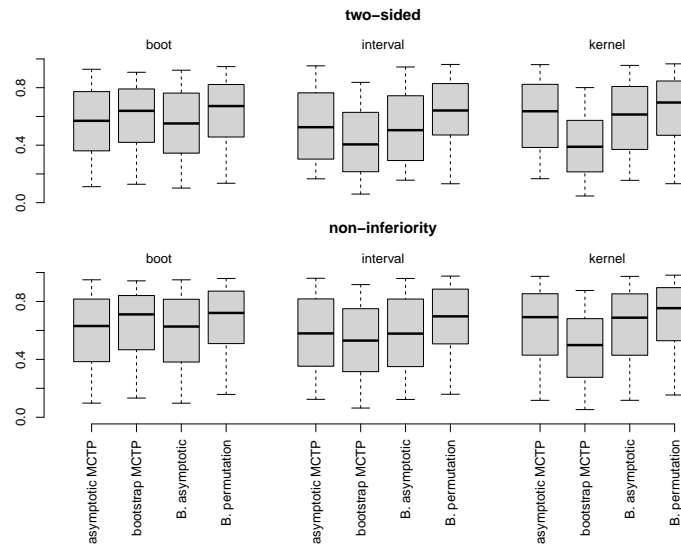 two−sided
boot interval kernel
0.8
0.4
0.0
non−inferiority
boot interval kernel
0.8
0.4
0.0
asymptotic MCTP
bootstrap MCTP
B. asymptotic
B. permutation
asymptotic MCTP
bootstrap MCTP
B. asymptotic
B. permutation
asymptotic MCTP
bootstrap MCTP
B. asymptotic
B. permutation